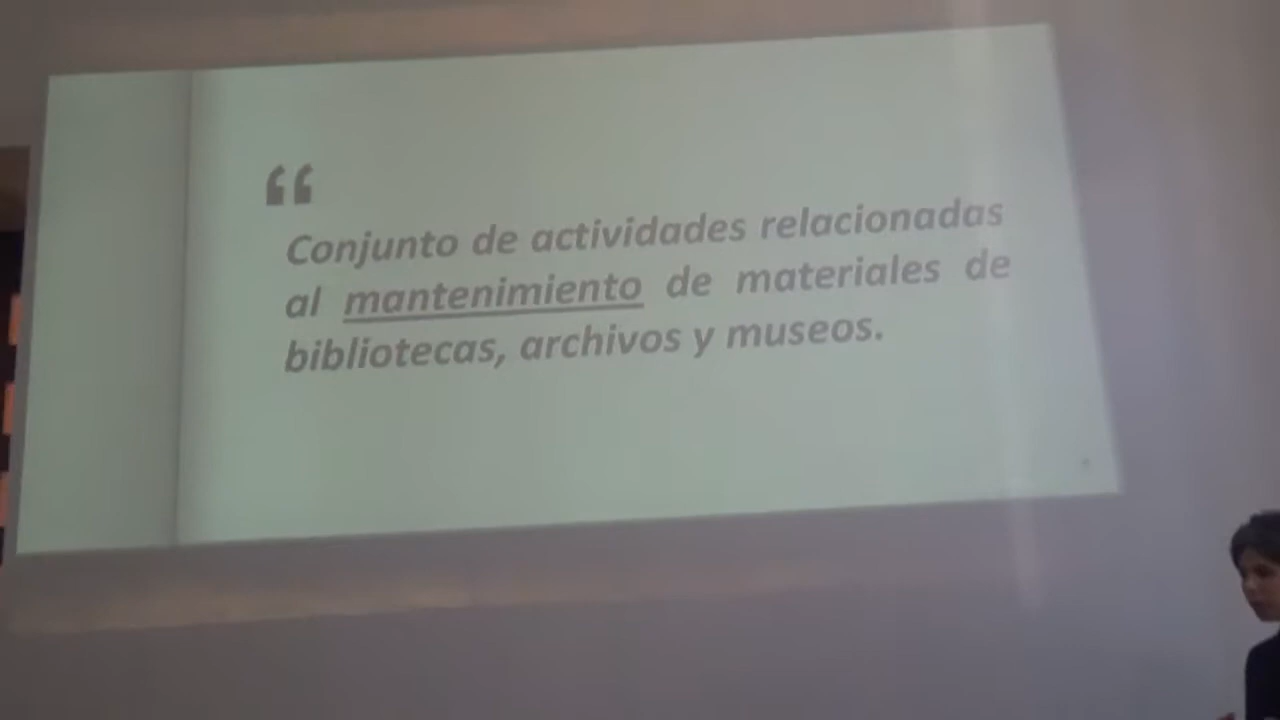 “
Conjunto de actividades relacionadas
al mantenimiento de materiales de
bibliotecas, archivos y museos.